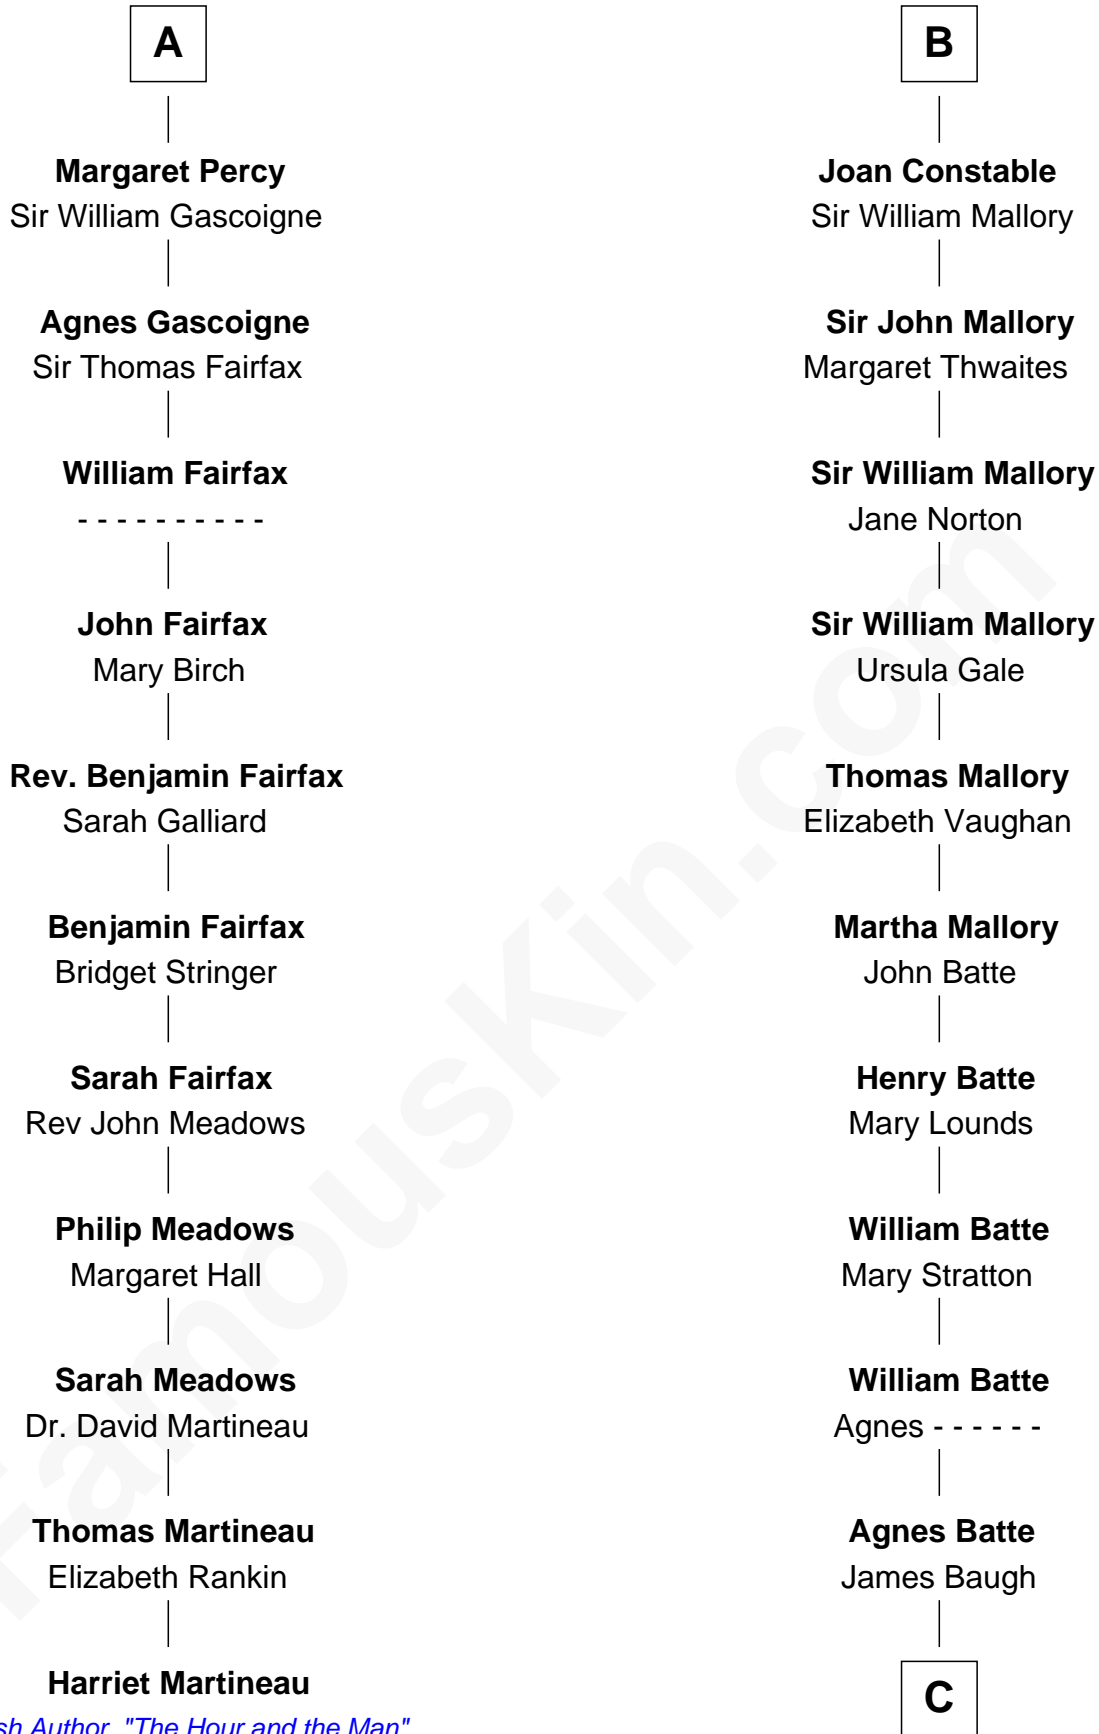 A
Margaret Percy
Sir William Gascoigne
Agnes Gascoigne
Sir Thomas Fairfax
William Fairfax
- - - - - - - - - -
John Fairfax
Mary Birch
Rev. Benjamin Fairfax
Sarah Galliard
Benjamin Fairfax
Bridget Stringer
Sarah Fairfax
Rev John Meadows
Philip Meadows
Margaret Hall
Sarah Meadows
Dr. David Martineau
Thomas Martineau
Elizabeth Rankin
Harriet Martineau
sh Author, "The Hour and the Man"
B
Joan Constable
Sir William Mallory
Sir John Mallory
Margaret Thwaites
Sir William Mallory
Jane Norton
Sir William Mallory
Ursula Gale
Thomas Mallory
Elizabeth Vaughan
Martha Mallory
John Batte
Henry Batte
Mary Lounds
William Batte
Mary Stratton
William Batte
Agnes - - - - - -
Agnes Batte
James Baugh
C
FamousKin.com